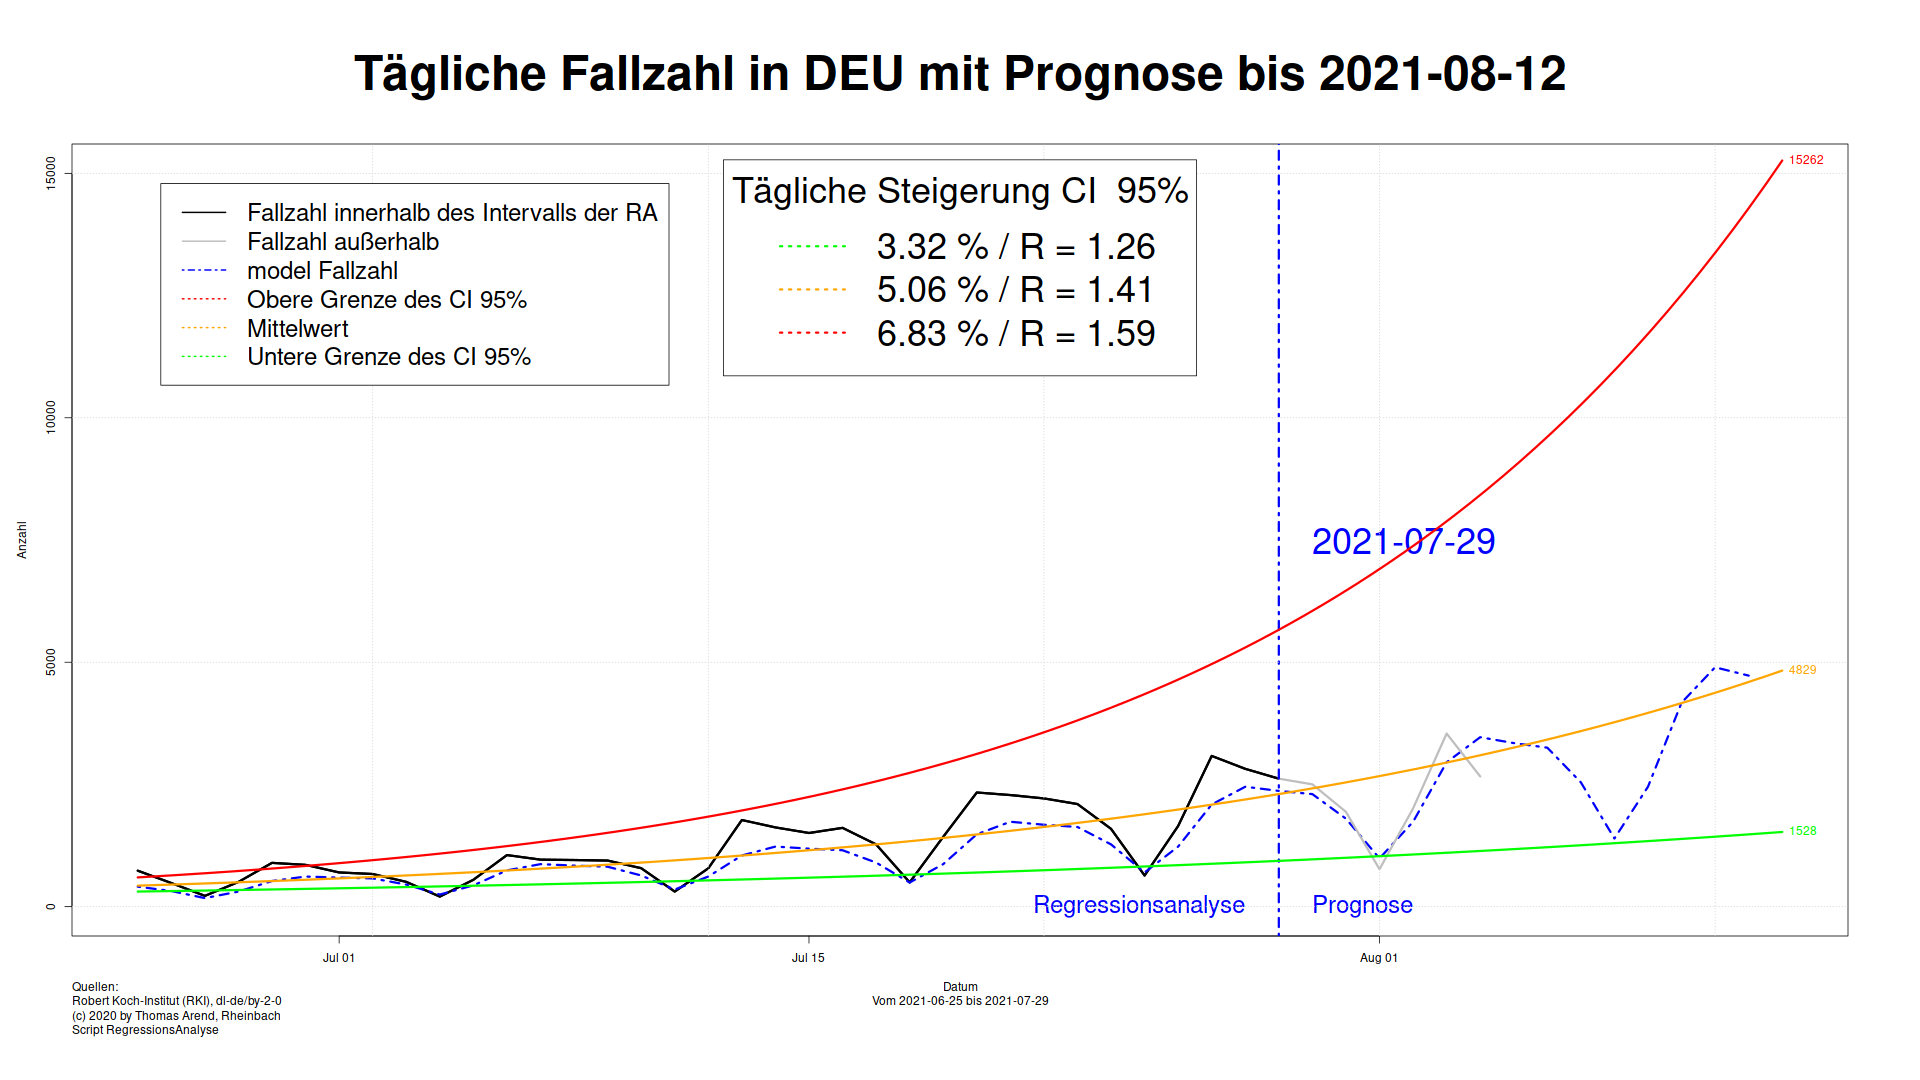 Tägliche Fallzahl in DEU mit Prognose bis 2021-08-12
Fallzahl innerhalb des Intervalls der RA
Fallzahl außerhalb
model Fallzahl
Obere Grenze des CI 95%
Mittelwert
Untere Grenze des CI 95%
Tägliche Steigerung CI 95%
3.32 % / R = 1.26
5.06 % / R = 1.41
6.83 % / R = 1.59
15000
10000
5000
0
Anzahl
15262
4829
1528
2021-07-29
Regressionsanalyse
Prognose
Jul 01
Jul 15
Aug 01
Datum
Vom 2021-06-25 bis 2021-07-29
Quellen:
Robert Koch-Institut (RKI), dl-de/by-2-0
(c) 2020 by Thomas Arend, Rheinbach
Script RegressionsAnalyse